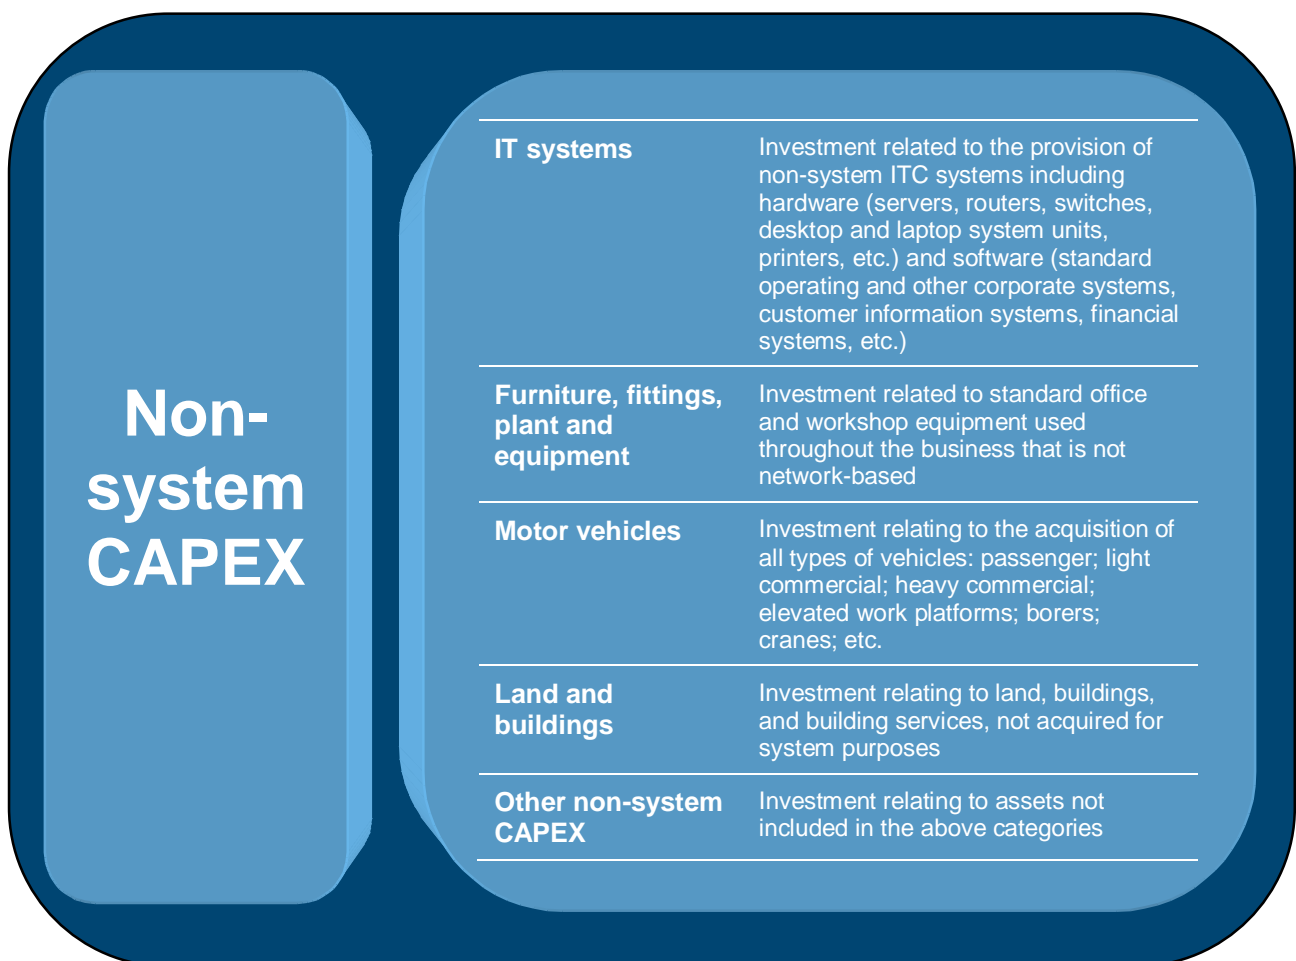 Non-
system
CAPEX
IT systems
Investment related to the provision of
non-system ITC systems including
hardware (servers, routers, switches,
desktop and laptop system units,
printers, etc.) and software (standard
operating and other corporate systems,
customer information systems, financial
systems, etc.)
Furniture, fittings,
plant and
equipment
Investment related to standard office
and workshop equipment used
throughout the business that is not
network-based
Motor vehicles
Investment relating to the acquisition of
all types of vehicles: passenger; light
commercial; heavy commercial;
elevated work platforms; borers;
cranes; etc.
Land and
buildings
Investment relating to land, buildings,
and building services, not acquired for
system purposes
Other non-system
CAPEX
Investment relating to assets not
included in the above categories